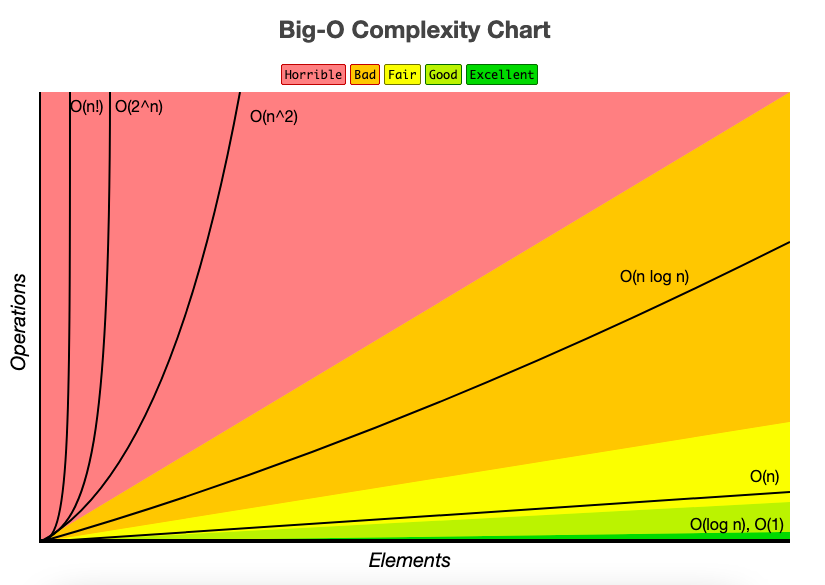 Big-O Complexity Chart
Horrible Bad Fair Good Excellent
O(n!) O(2^n)
O(n^2)
O(n log n)
Operations
O(n)
O(log n), O(1)
Elements